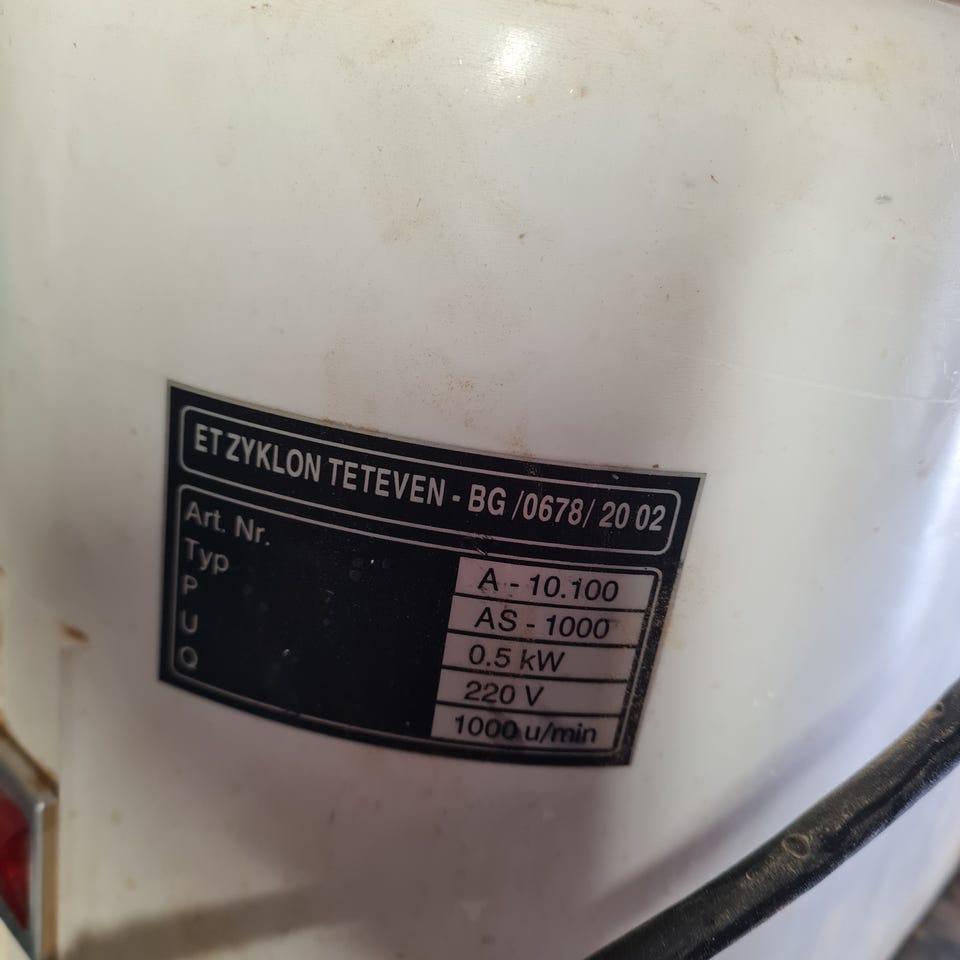 ET ZYKLON TETEVEN - BG /0678/ 20 02
Art. Nr. A - 10.100
Typ AS - 1000
P 0.5 kW
U 220 V
Q 1000 u/min